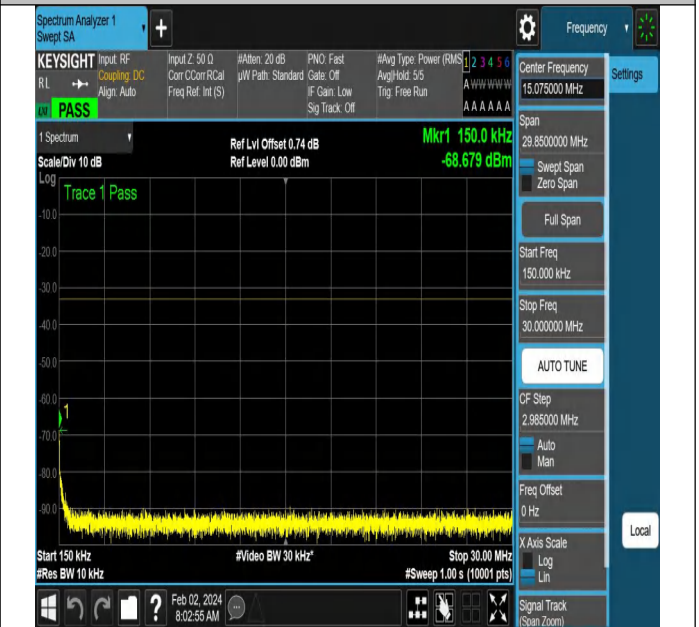 Spectrum Analyzer 1
Swept SA
+
Frequency
KEYSIGHT
RL
Input: RF
Coupling: DC
Align: Auto
Input Z: 50 Ω
Corr CCorr RCal
Freq Ref: Int (S)
#Atten: 20 dB
µW Path: Standard
PNO: Fast
Gate: Off
IF Gain: Low
Sig Track: Off
#Avg Type: Power (RMS
Avg|Hold: 5/5
Trig: Free Run
1 2 3 4 5 6
A W W W W W
A A A A A A
PASS
1 Spectrum
Scale/Div 10 dB
Ref Lvl Offset 0.74 dB
Ref Level 0.00 dBm
Mkr1 150.0 kHz
-68.679 dBm
Log
Trace 1 Pass
-10.0
-20.0
-30.0
-40.0
-50.0
-60.0
-70.0
-80.0
-90.0
1
Start 150 kHz
#Res BW 10 kHz
#Video BW 30 kHz*
Stop 30.00 MHz
#Sweep 1.00 s (10001 pts)
Feb 02, 2024
8:02:55 AM
?
Center Frequency
15.075000 MHz
Settings
Span
29.8500000 MHz
Swept Span
Zero Span
Full Span
Start Freq
150.000 kHz
Stop Freq
30.000000 MHz
AUTO TUNE
CF Step
2.985000 MHz
Auto
Man
Freq Offset
0 Hz
X Axis Scale
Log
Lin
Local
Signal Track
(Span Zoom)